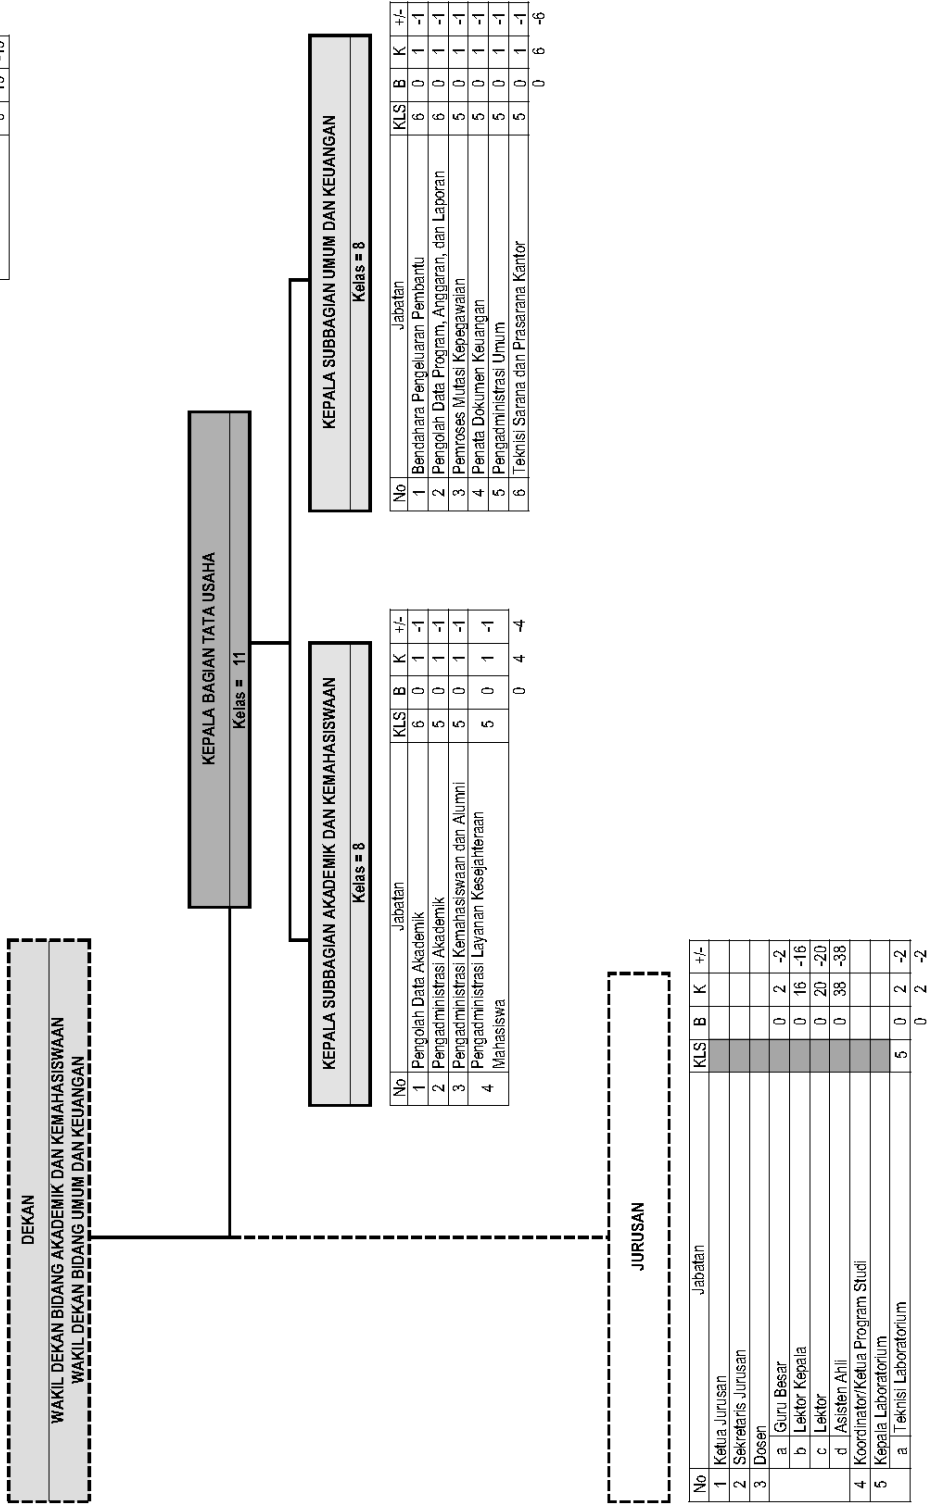 DEKAN
WAKIL DEKAN BIDANG AKADEMIK DAN KEMAHASISWAAN
WAKIL DEKAN BIDANG UMUM DAN KEUANGAN
KEPALA BAGIAN TATA USAHA
Kelas = 11
KEPALA SUBBAGIAN AKADEMIK DAN KEMAHASISWAAN
Kelas = 8
No Jabatan KLS B K +/-
1 Pengolah Data Akademik 6 0 1 -1
2 Pengadministrasi Akademik 5 0 1 -1
3 Pengadministrasi Kemahasiswaan dan Alumni 5 0 1 -1
4 Pengadministrasi Layanan Kesejahteraan
Mahasiswa 5 0 1 -1
0 4 -4
KEPALA SUBBAGIAN UMUM DAN KEUANGAN
Kelas = 8
No Jabatan KLS B K +/-
1 Bendahara Pengeluaran Pembantu 6 0 1 -1
2 Pengolah Data Program, Anggaran, dan Laporan 6 0 1 -1
3 Pemroses Mutasi Kepegawaian 5 0 1 -1
4 Penata Dokumen Keuangan 5 0 1 -1
5 Pengadministrasi Umum 5 0 1 -1
6 Teknisi Sarana dan Prasarana Kantor 5 0 1 -1
0 6 -6
JURUSAN
No Jabatan KLS B K +/-
1 Ketua Jurusan
2 Sekretaris Jurusan
3 Dosen
a Guru Besar 0 2 -2
b Lektor Kepala 0 16 -16
c Lektor 0 20 -20
d Asisten Ahli 0 38 -38
4 Koordinator/Ketua Program Studi
5 Kepala Laboratorium
a Teknisi Laboratorium 5 0 2 -2
0 2 -2